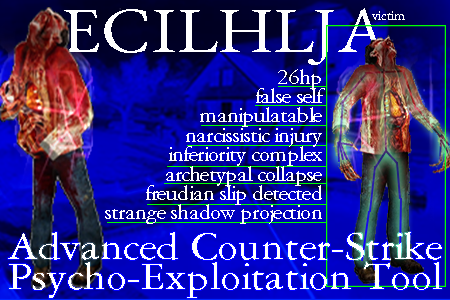 ECILHLJA
victim
26hp
false self
manipulatable
narcissistic injury
inferiority complex
archetypal collapse
freudian slip detected
strange shadow projection
Advanced Counter-Strike
Psycho-Exploitation Tool